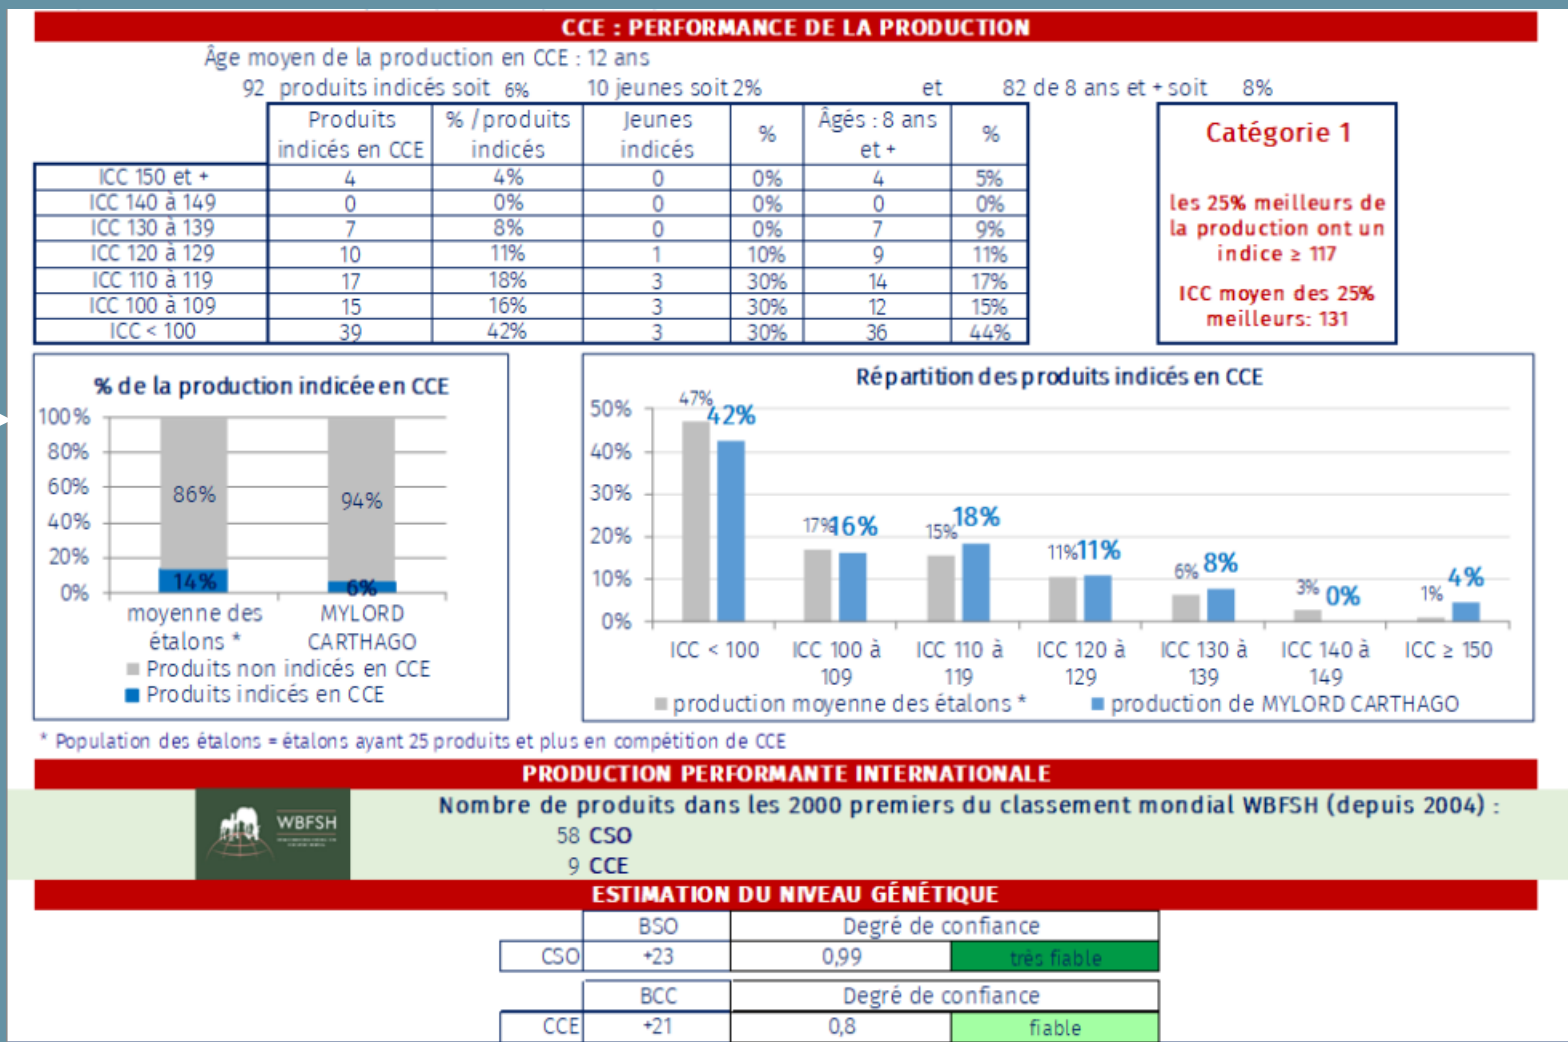 CCE : PERFORMANCE DE LA PRODUCTION
Âge moyen de la production en CCE : 12 ans
92 produits indicés soit 6% 10 jeunes soit 2% et 82 de 8 ans et + soit 8%
Produits indicés en CCE % / produits indicés Jeunes indicés % Âgés : 8 ans et + %
ICC 150 et + 4 4% 0 0% 4 5%
ICC 140 à 149 0 0% 0 0% 0 0%
ICC 130 à 139 7 8% 0 0% 7 9%
ICC 120 à 129 10 11% 1 10% 9 11%
ICC 110 à 119 17 18% 3 30% 14 17%
ICC 100 à 109 15 16% 3 30% 12 15%
ICC < 100 39 42% 3 30% 36 44%
Catégorie 1
les 25% meilleurs de
la production ont un
indice ≥ 117
ICC moyen des 25%
meilleurs: 131
% de la production indicée en CCE
100%
80%
60%
40%
20%
0%
86% 94%
14% 6%
moyenne des étalons * MYLORD CARTHAGO
Produits non indicés en CCE
Produits indicés en CCE
Répartition des produits indicés en CCE
50%
40%
30%
20%
10%
0%
47% 42%
17% 16%
15% 18%
11% 11%
6% 8%
3% 0%
1% 4%
ICC < 100 ICC 100 à 109 ICC 110 à 119 ICC 120 à 129 ICC 130 à 139 ICC 140 à 149 ICC ≥ 150
production moyenne des étalons * production de MYLORD CARTHAGO
* Population des étalons = étalons ayant 25 produits et plus en compétition de CCE
PRODUCTION PERFORMANTE INTERNATIONALE
WBFSH
Nombre de produits dans les 2000 premiers du classement mondial WBFSH (depuis 2004) :
58 CSO
9 CCE
ESTIMATION DU NIVEAU GÉNÉTIQUE
BSO Degré de confiance
CSO +23 0,99 très fiable
BCC Degré de confiance
CCE +21 0,8 fiable